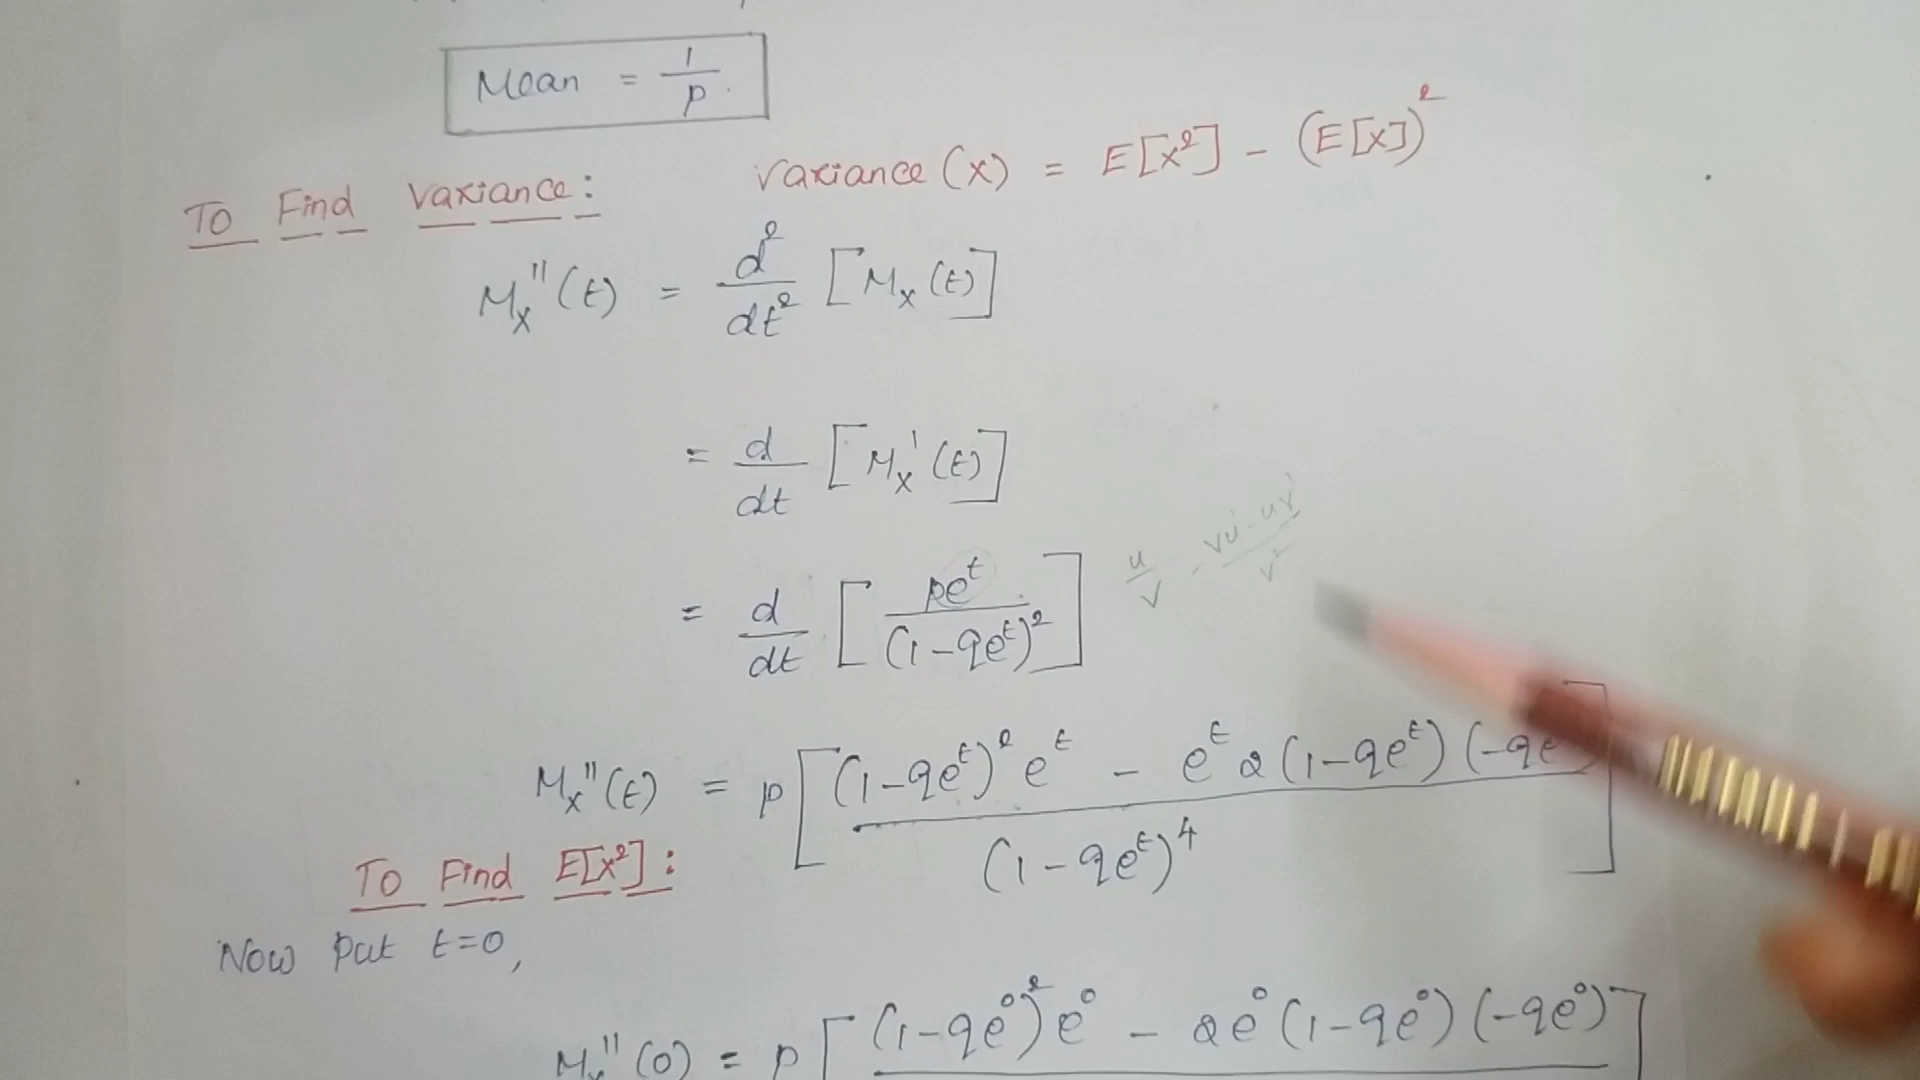 Mean = 1/p.
To Find Variance: Variance (x) = E[x²] - (E[x])²
Mₓ''(t) = d²/dt² [Mₓ(t)]
= d/dt [Mₓ'(t)]
= d/dt [pe^t/(1-qe^t)²] u/v - vu'-uv'/v²
Mₓ''(t) = p[(1-qe^t)² e^t - e^t 2(1-qe^t)(-qe / (1-qe^t)⁴]
To Find E[x²]:
Now put t=0,
Mₓ''(0) = p[(1-qe⁰)² e⁰ - 2e⁰(1-qe⁰)(-qe⁰)]